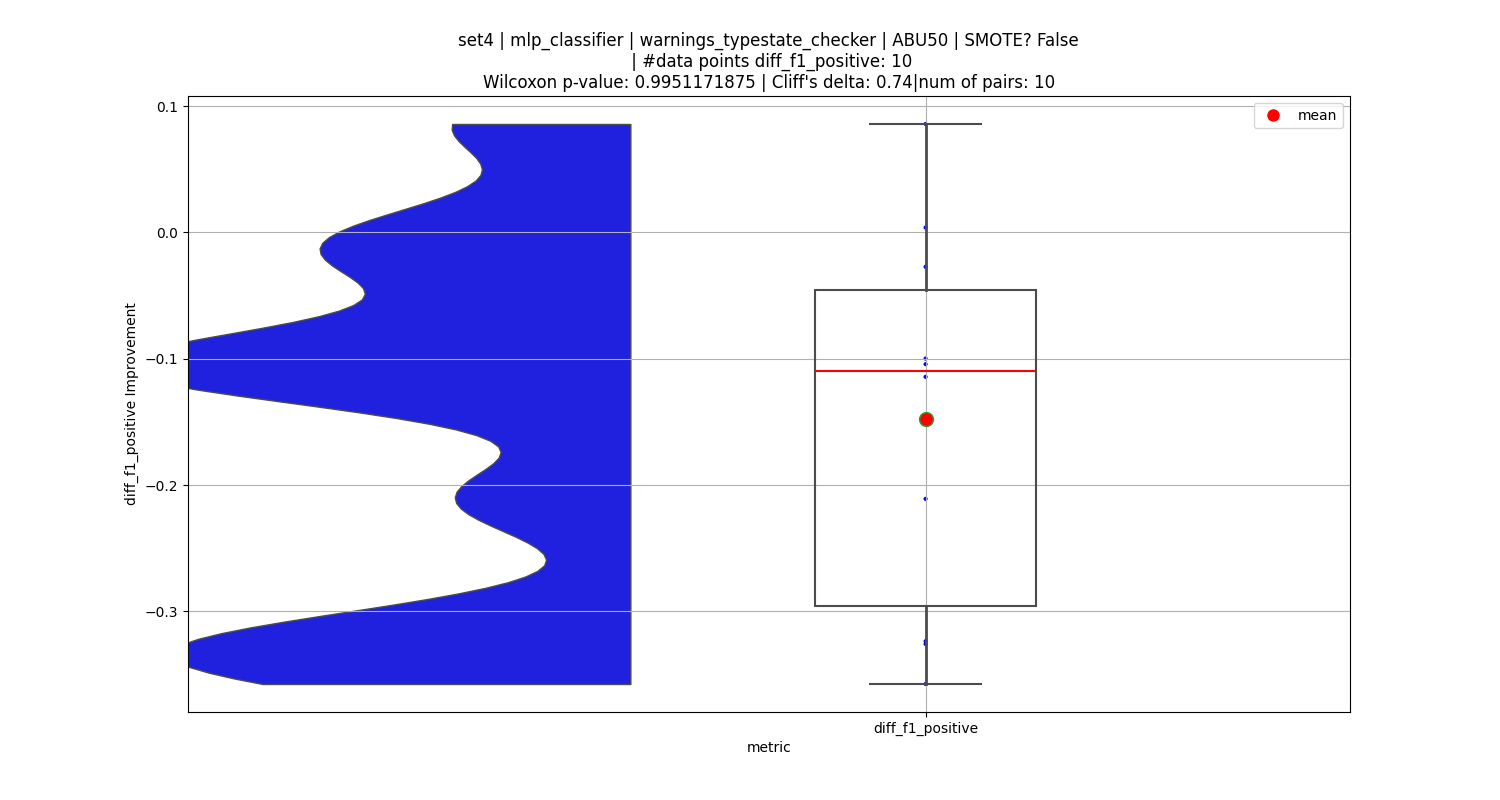 set4 | mlp_classifier | warnings_typestate_checker | ABU50 | SMOTE? False
| #data points diff_f1_positive: 10
Wilcoxon p-value: 0.9951171875 | Cliff's delta: 0.74|num of pairs: 10
mean
0.1
0.0
−0.1
−0.2
−0.3
diff_f1_positive Improvement
diff_f1_positive
metric